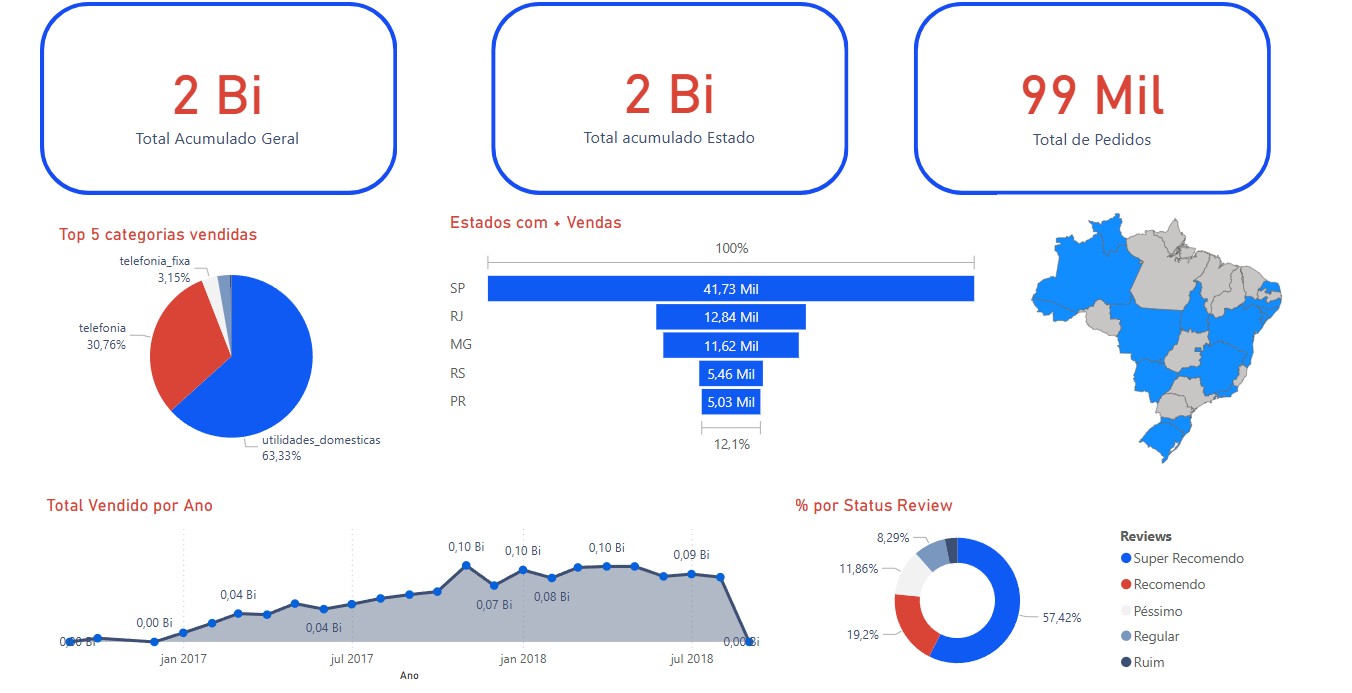 2 Bi
Total Acumulado Geral
2 Bi
Total acumulado Estado
99 Mil
Total de Pedidos
Top 5 categorias vendidas
telefonia_fixa
3,15%
telefonia
30,76%
utilidades_domesticas
63,33%
Estados com + Vendas
100%
SP
41,73 Mil
RJ
12,84 Mil
MG
11,62 Mil
RS
5,46 Mil
PR
5,03 Mil
12,1%
Total Vendido por Ano
0,00 Bi
0,00 Bi
0,04 Bi
0,04 Bi
0,10 Bi
0,07 Bi
0,10 Bi
0,08 Bi
0,10 Bi
0,09 Bi
0,00 Bi
jan 2017
jul 2017
jan 2018
jul 2018
Ano
% por Status Review
8,29%
11,86%
19,2%
57,42%
Reviews
Super Recomendo
Recomendo
Péssimo
Regular
Ruim